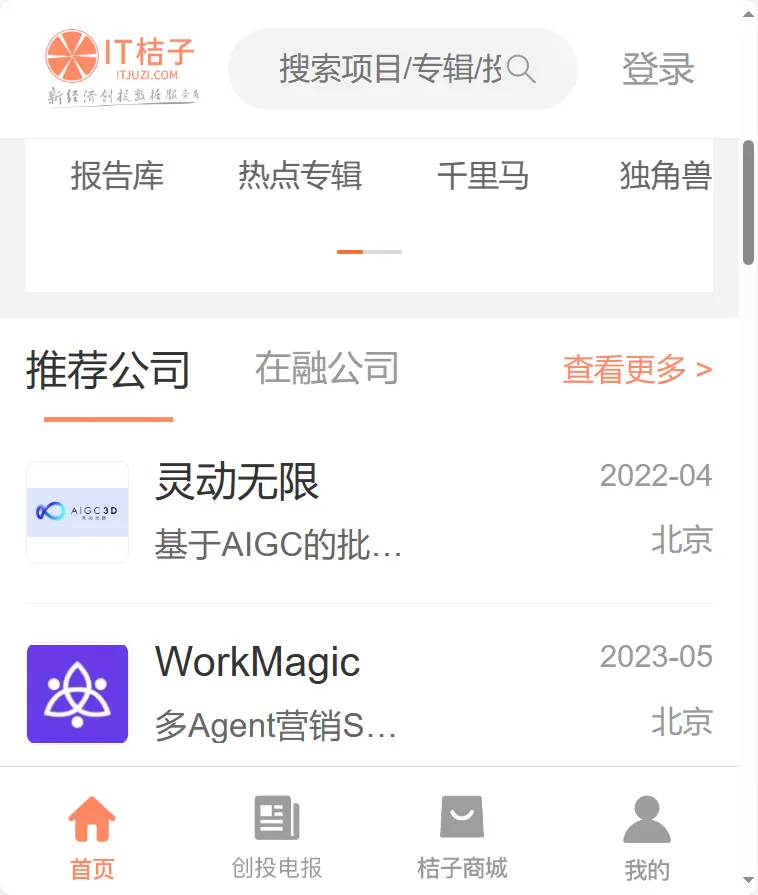 IT桔子
ITJUZI.COM
新经济创投数据服务商
搜索项目/专辑/投
登录
报告库
热点专辑
千里马
独角兽
推荐公司
在融公司
查看更多 >
AIGC3D
灵动无限
灵动无限
2022-04
基于AIGC的批…
北京
WorkMagic
2023-05
多Agent营销S…
北京
首页
创投电报
桔子商城
我的